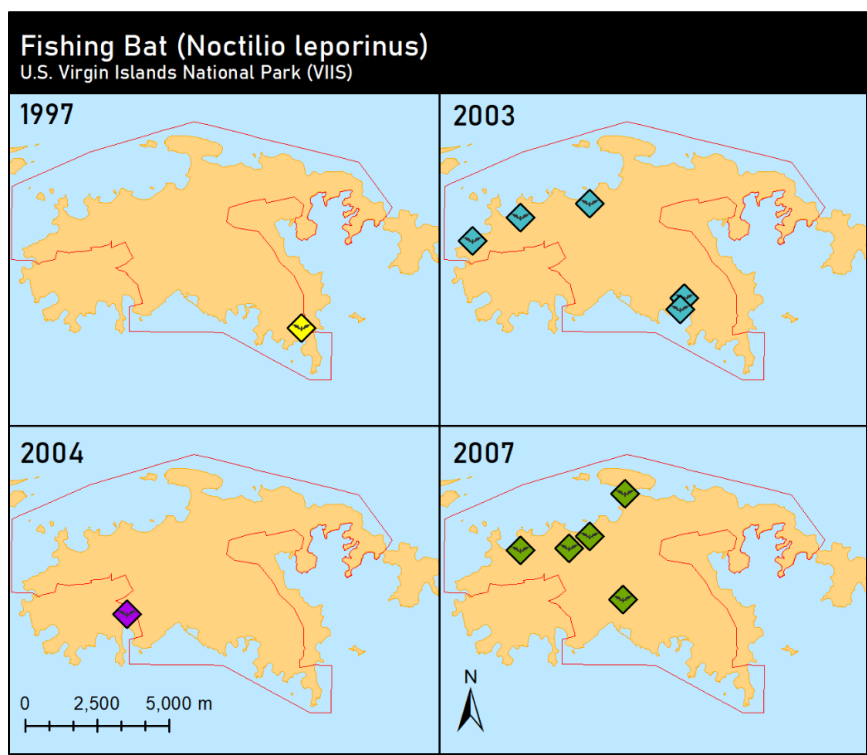 Fishing Bat (Noctilio leporinus)
U.S. Virgin Islands National Park (VIIS)
1997
2003
2004
2007
0 2,500 5,000 m
N